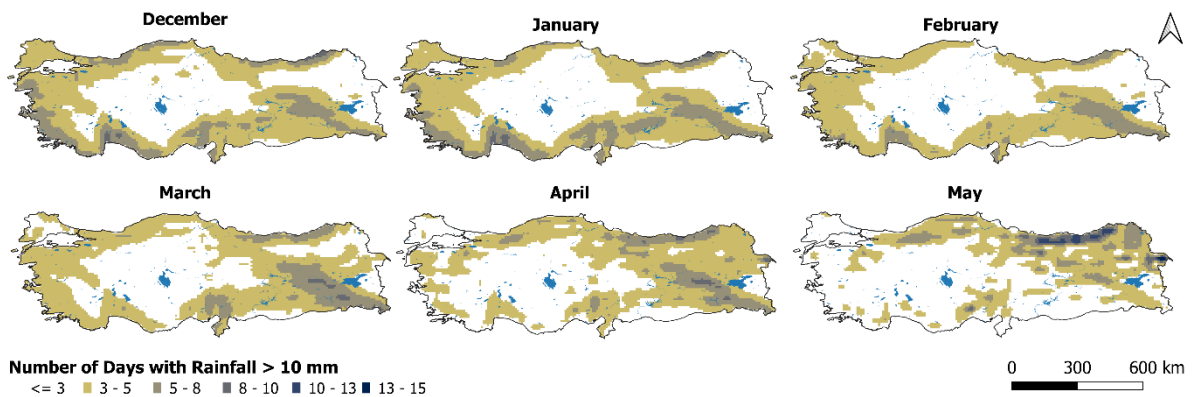 December
January
February
March
April
May
Number of Days with Rainfall > 10 mm
<= 3 3 - 5 5 - 8 8 - 10 10 - 13 13 - 15
0 300 600 km